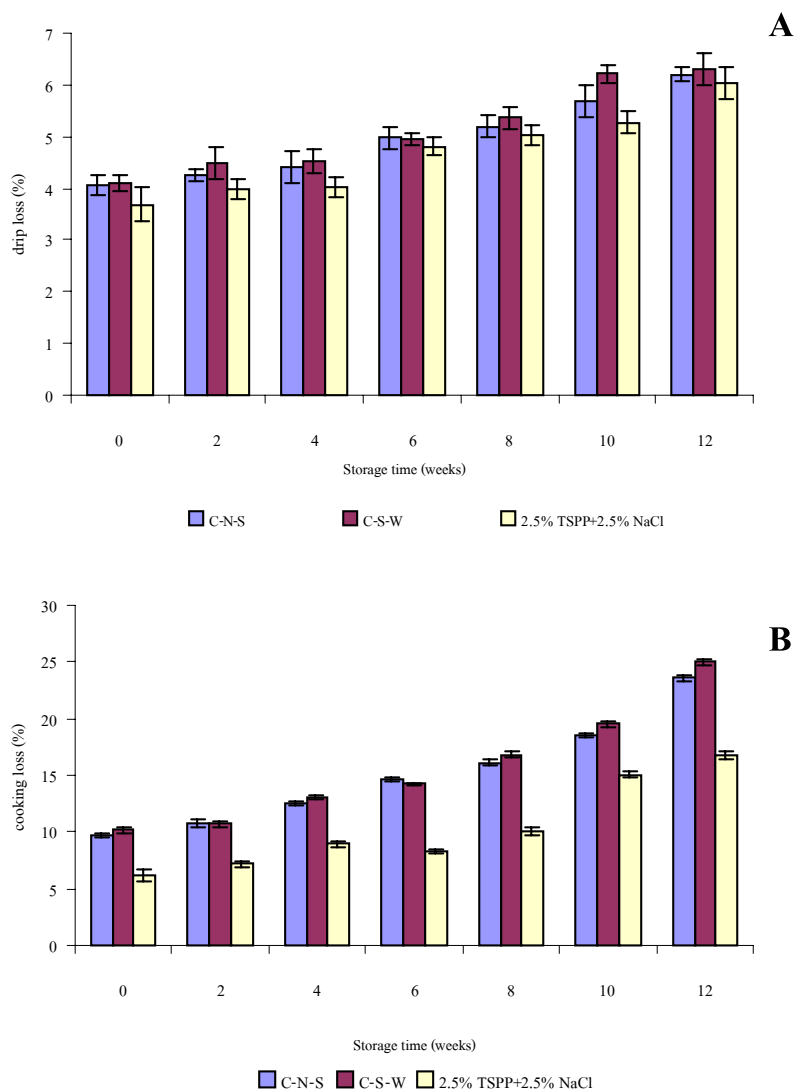 A
7
6
5
4
3
2
1
0
drip loss (%)
0 2 4 6 8 10 12
Storage time (weeks)
C-N-S C-S-W 2.5% TSPP+2.5% NaCl
B
30
25
20
15
10
5
0
cooking loss (%)
0 2 4 6 8 10 12
Storage time (weeks)
C-N-S C-S-W 2.5% TSPP+2.5% NaCl